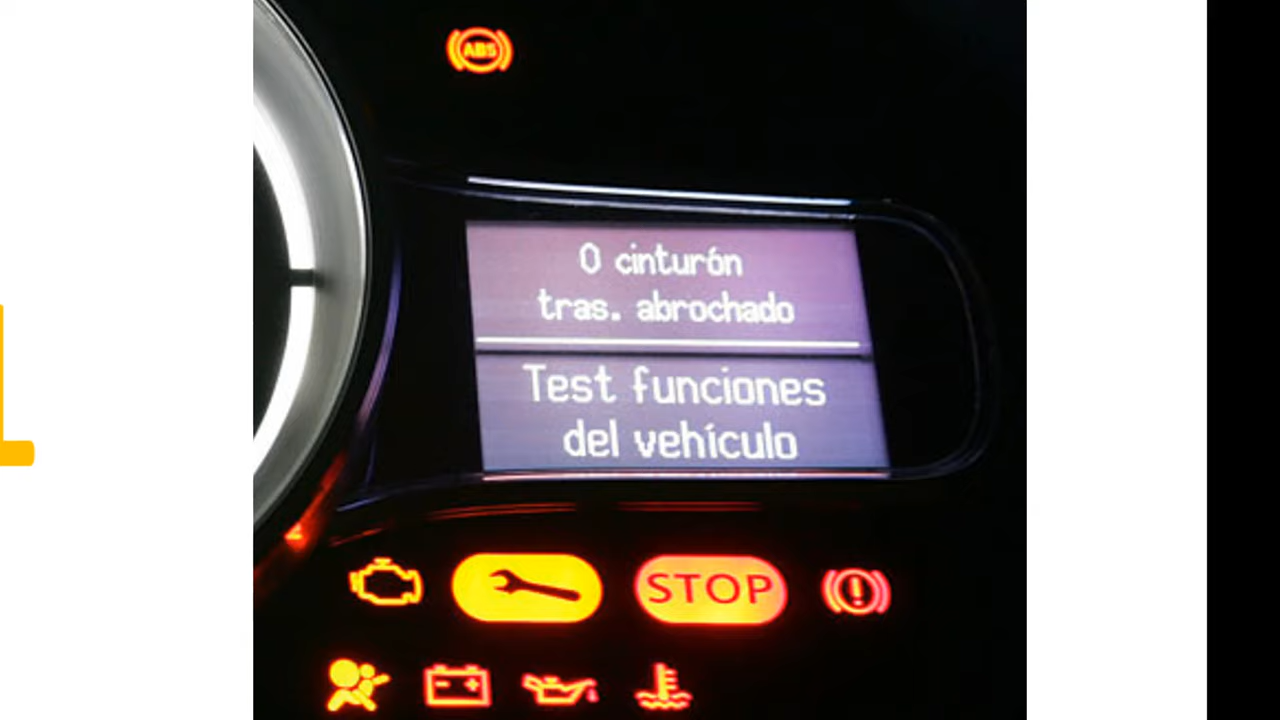 ABS
0 cinturón
tras. abrochado
Test funciones
del vehículo
STOP